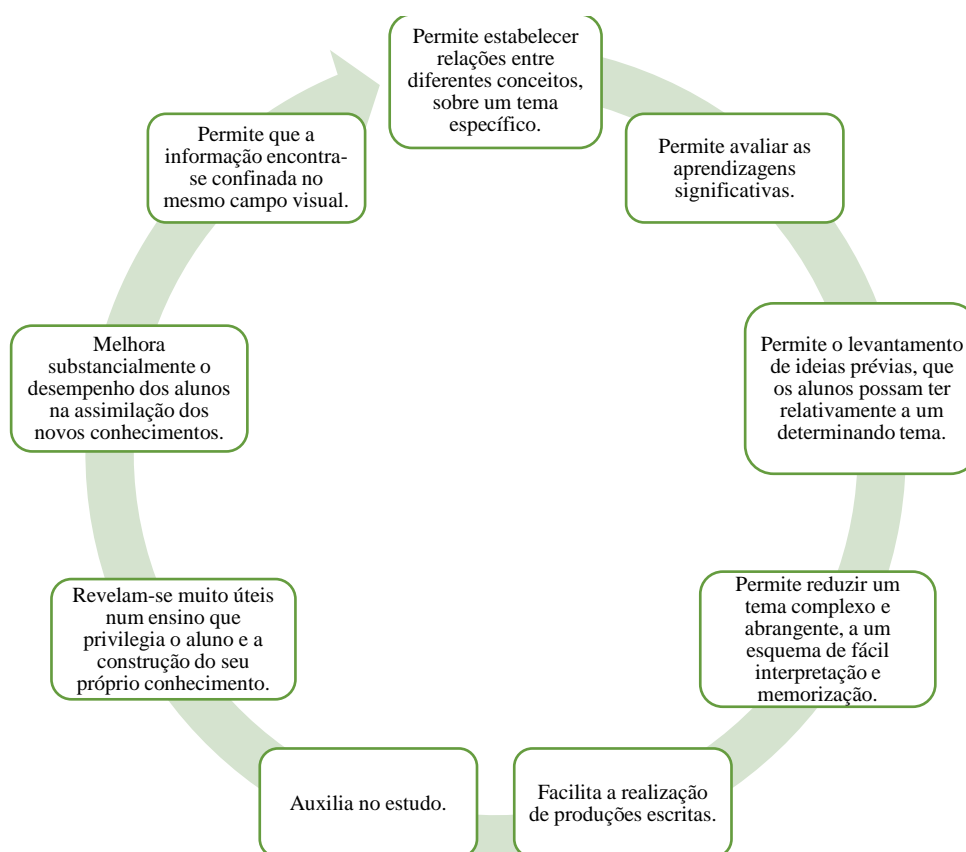 Permite estabelecer
relações entre
diferentes conceitos,
sobre um tema
específico.
Permite avaliar as
aprendizagens
significativas.
Permite o levantamento
de ideias prévias, que
os alunos possam ter
relativamente a um
determinando tema.
Permite reduzir um
tema complexo e
abrangente, a um
esquema de fácil
interpretação e
memorização.
Facilita a realização
de produções escritas.
Auxilia no estudo.
Revelam-se muito úteis
num ensino que
privilegia o aluno e a
construção do seu
próprio conhecimento.
Melhora
substancialmente o
desempenho dos alunos
na assimilação dos
novos conhecimentos.
Permite que a
informação encontra-
se confinada no
mesmo campo visual.